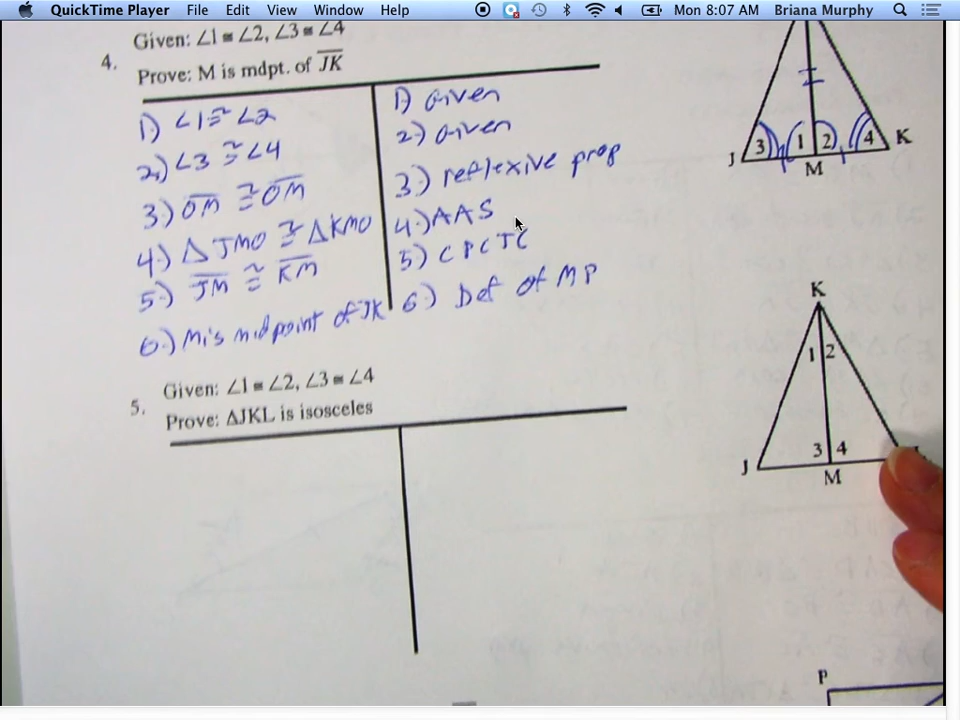 QuickTime Player File Edit View Window Help Mon 8:07 AM Briana Murphy
Given: ∠1 ≅ ∠2, ∠3 ≅ ∠4
4.
Prove: M is mdpt. of JK
1.) ∠1 ≅ ∠2
1) Given
2.) ∠3 ≅ ∠4
2) Given
3.) OM ≅ OM
3.) reflexive prop
4.) Δ JMO ≅ ΔKMO
4.) AAS
5.) JM ≅ KM
5) CPCTC
6.) M is midpoint of JK
6.) Def of MP
J 3 1 2 4 K
M
Given: ∠1 ≅ ∠2, ∠3 ≅ ∠4
5.
Prove: ΔJKL is isosceles
K
1 2
3 4
J
M
P